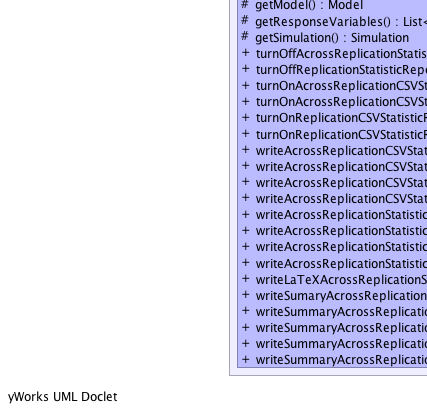 # getModel() : Model
# getResponseVariables() : List<
# getSimulation() : Simulation
+ turnOffAcrossReplicationStatis
+ turnOffReplicationStatisticRepo
+ turnOnAcrossReplicationCSVSt
+ turnOnAcrossReplicationCSVSt
+ turnOnReplicationCSVStatisticR
+ turnOnReplicationCSVStatisticR
+ writeAcrossReplicationCSVStat
+ writeAcrossReplicationCSVStat
+ writeAcrossReplicationCSVStat
+ writeAcrossReplicationCSVStat
+ writeAcrossReplicationStatistic
+ writeAcrossReplicationStatistic
+ writeAcrossReplicationStatistic
+ writeAcrossReplicationStatistic
+ writeLaTeXAcrossReplicationS
+ writeSumaryAcrossReplication
+ writeSummaryAcrossReplicatio
+ writeSummaryAcrossReplicatio
+ writeSummaryAcrossReplicatio
+ writeSummaryAcrossReplicatio
yWorks UML Doclet